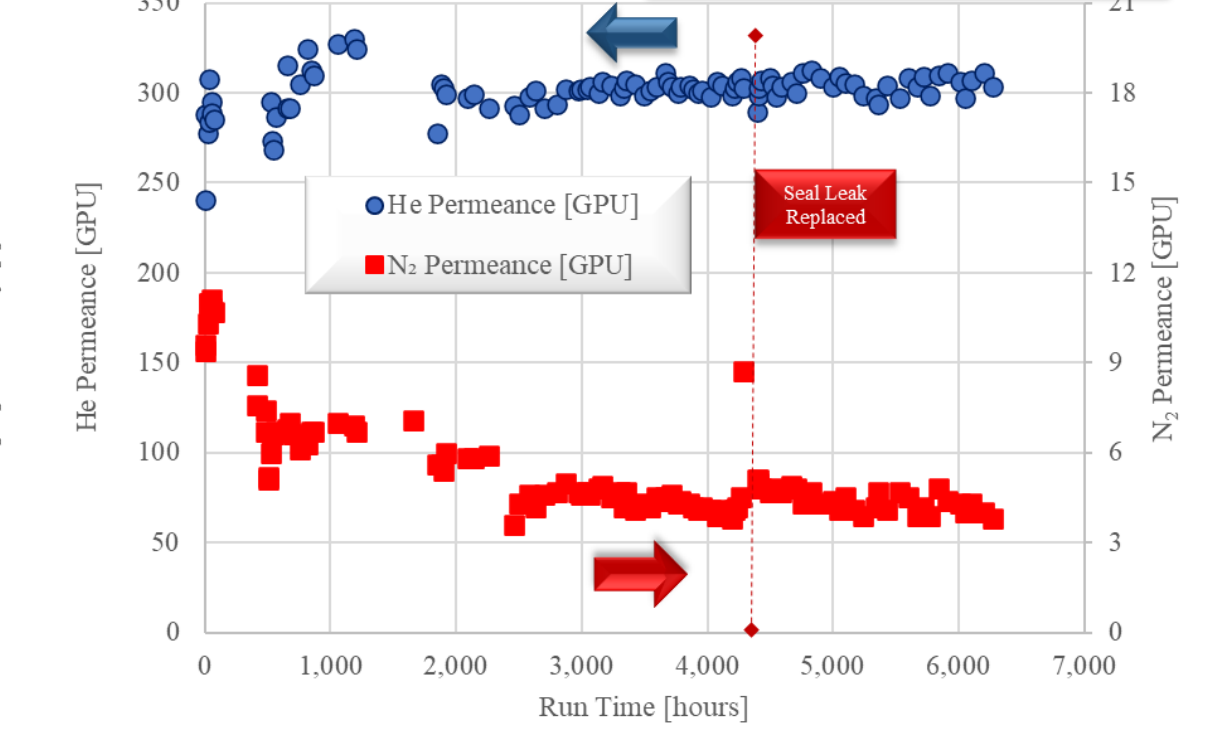 350
21
300
18
250
15
200
12
150
9
100
6
50
3
0
0
He Permeance [GPU]
N₂ Permeance [GPU]
He Permeance [GPU]
N₂ Permeance [GPU]
Seal Leak
Replaced
0 1,000 2,000 3,000 4,000 5,000 6,000 7,000
Run Time [hours]